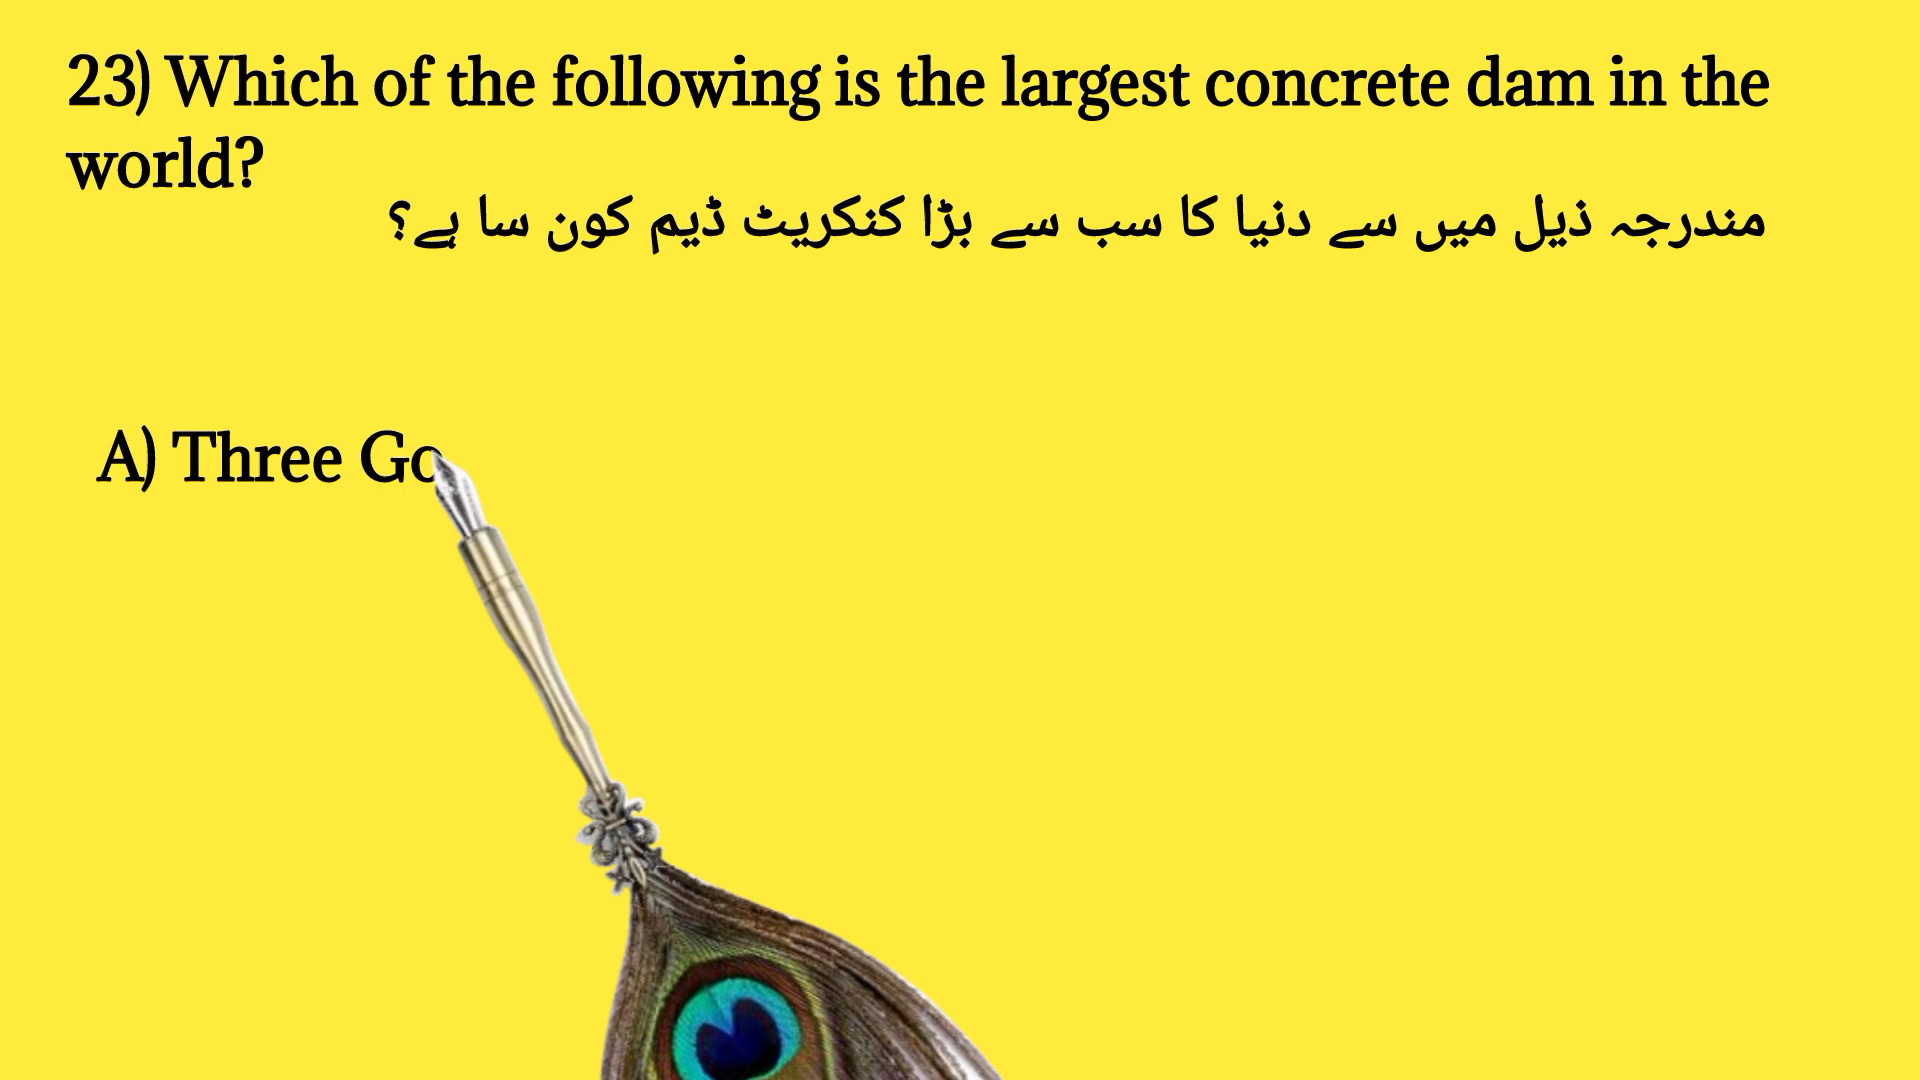 23) Which of the following is the largest concrete dam in the
world?
مندرجہ ذیل میں سے دنیا کا سب سے بڑا کنکریٹ ڈیم کون سا ہے؟
A) Three Go